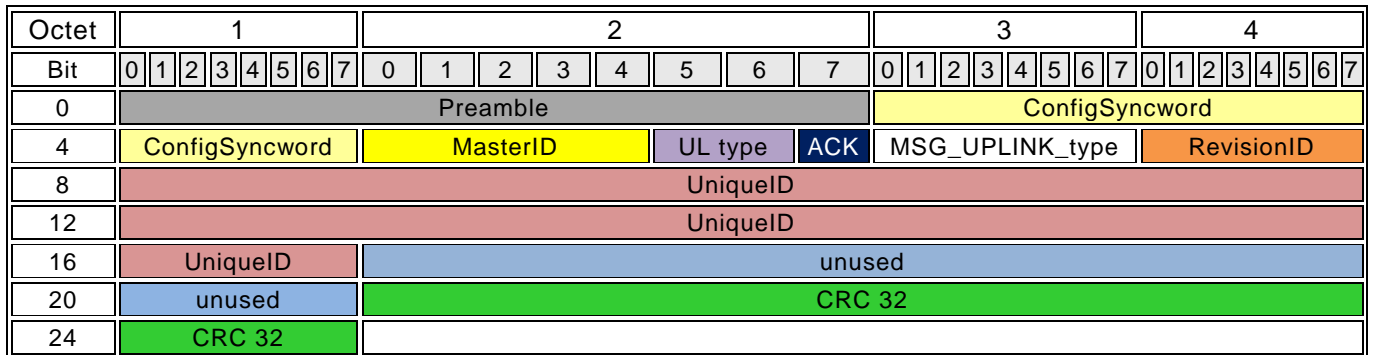 Octet 1 2 3 4
Bit 0 1 2 3 4 5 6 7 0 1 2 3 4 5 6 7 0 1 2 3 4 5 6 7 0 1 2 3 4 5 6 7
0 Preamble ConfigSyncword
4 ConfigSyncword MasterID UL type ACK MSG_UPLINK_type RevisionID
8 UniqueID
12 UniqueID
16 UniqueID unused
20 unused CRC 32
24 CRC 32